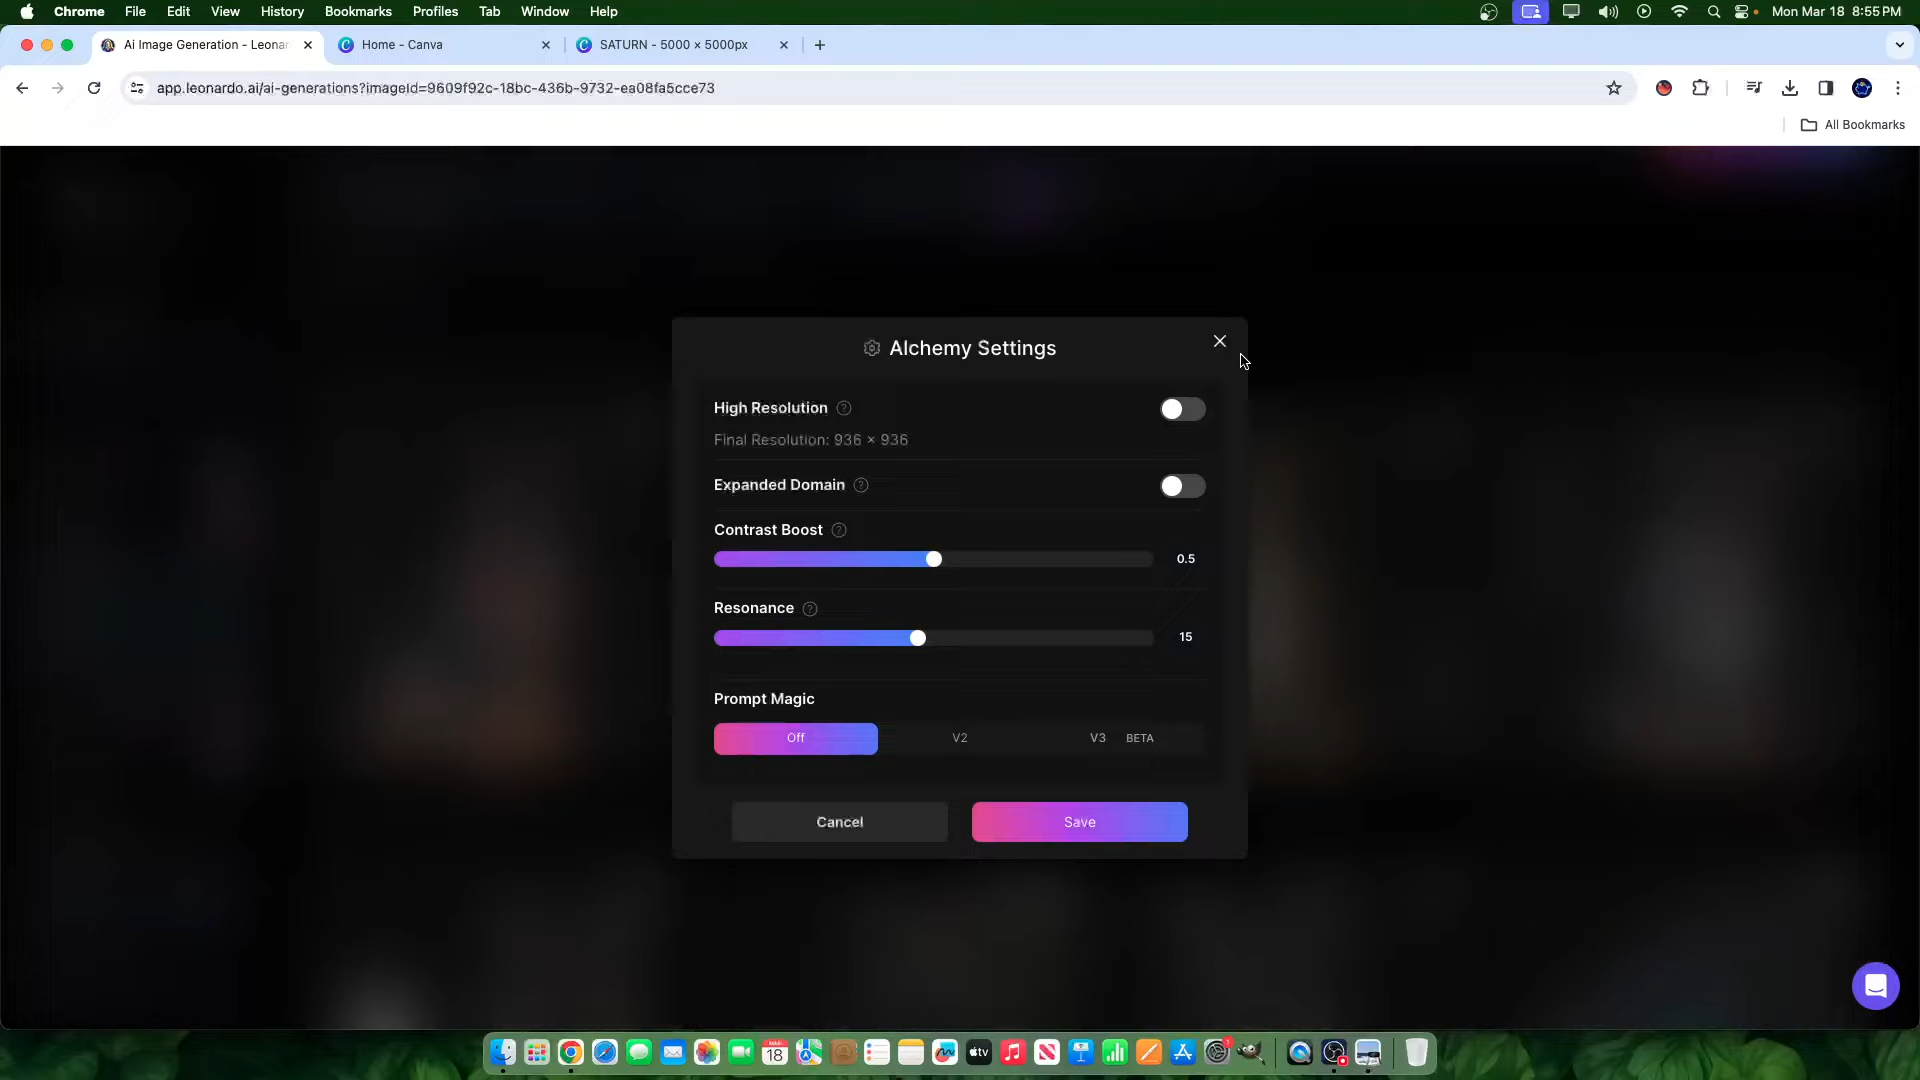 Chrome File Edit View History Bookmarks Profiles Tab Window Help Mon Mar 18 8:55 PM
Ai Image Generation - Leonar Home - Canva SATURN - 5000 × 5000px
app.leonardo.ai/ai-generations?imageId=9609f92c-18bc-436b-9732-ea08fa5cce73
All Bookmarks
Alchemy Settings
High Resolution ?
Final Resolution: 936 × 936
Expanded Domain ?
Contrast Boost ?
0.5
Resonance ?
15
Prompt Magic
Off V2 V3 BETA
Cancel Save
18 tv 1